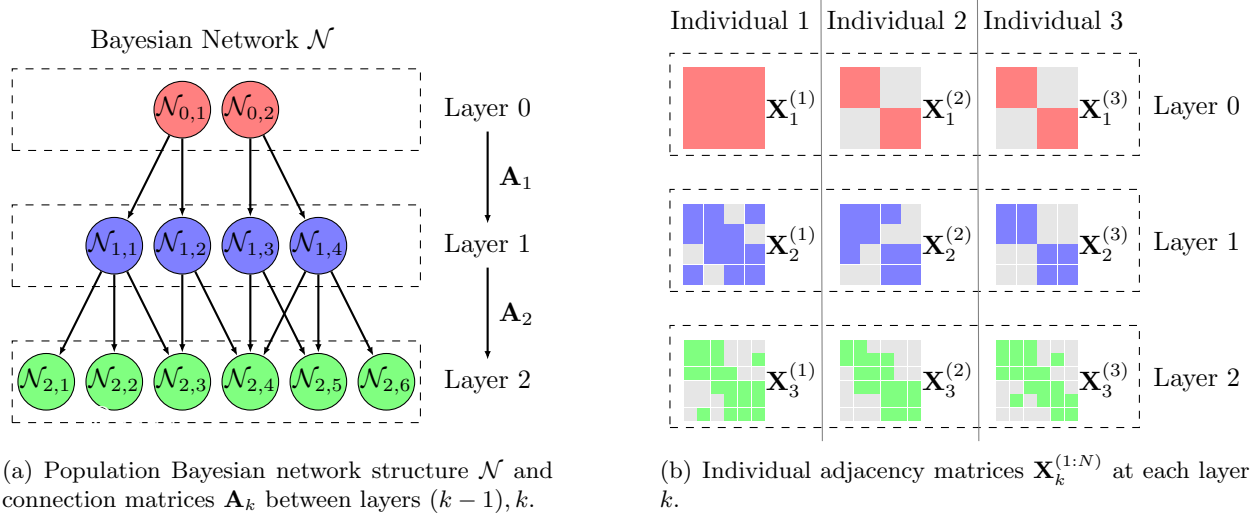 Bayesian Network 𝒩
𝒩₀,₁ 𝒩₀,₂
Layer 0
A₁
𝒩₁,₁ 𝒩₁,₂ 𝒩₁,₃ 𝒩₁,₄
Layer 1
A₂
𝒩₂,₁ 𝒩₂,₂ 𝒩₂,₃ 𝒩₂,₄ 𝒩₂,₅ 𝒩₂,₆
Layer 2
(a) Population Bayesian network structure 𝒩 and
connection matrices Aₖ between layers (k − 1), k.
Individual 1 Individual 2 Individual 3
X₁⁽¹⁾ X₁⁽²⁾ X₁⁽³⁾ Layer 0
X₂⁽¹⁾ X₂⁽²⁾ X₂⁽³⁾ Layer 1
X₃⁽¹⁾ X₃⁽²⁾ X₃⁽³⁾ Layer 2
(b) Individual adjacency matrices Xₖ⁽¹:ᴺ⁾ at each layer
k.